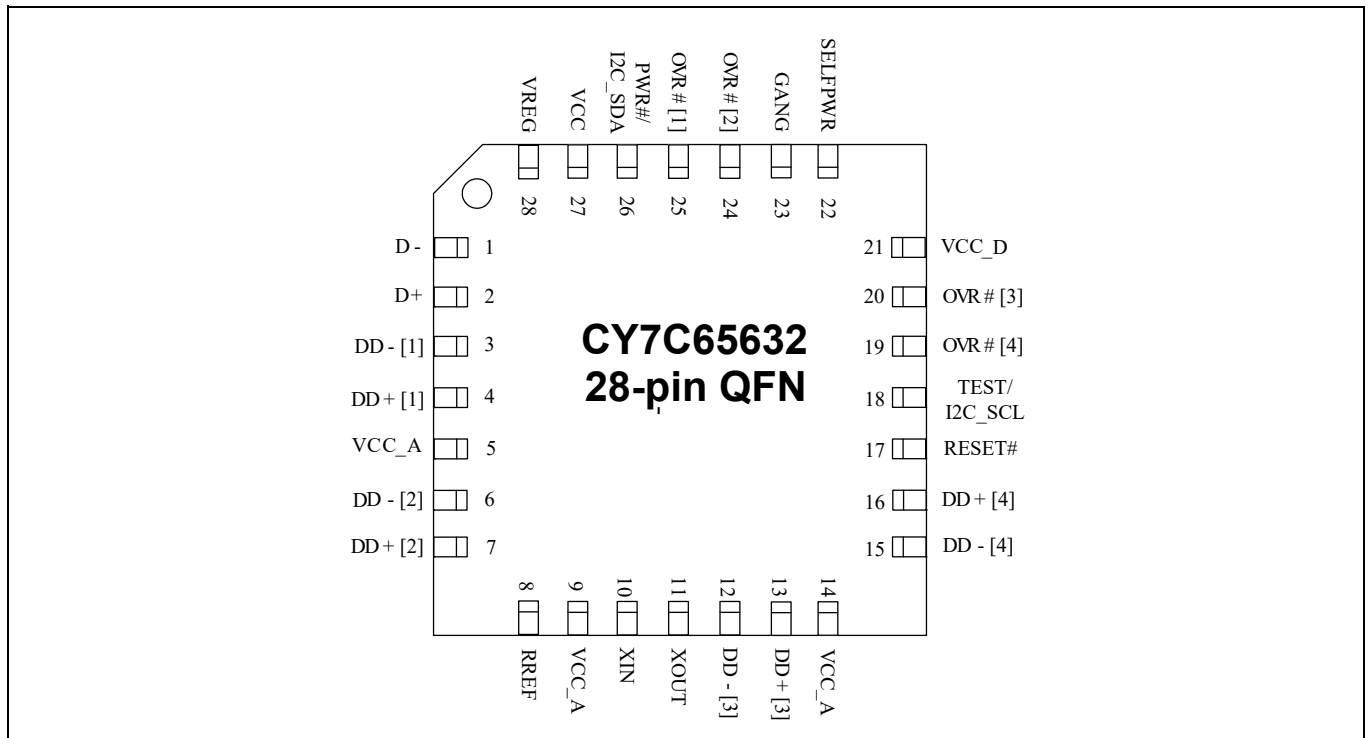 VREG
VCC
PWR#/
I2C_SDA
OVR # [1]
OVR # [2]
GANG
SELFPWR
28
27
26
25
24
23
22
D - 1
D+ 2
DD - [1] 3
DD + [1] 4
VCC_A 5
DD - [2] 6
DD + [2] 7
CY7C65632
28-pin QFN
21 VCC_D
20 OVR # [3]
19 OVR # [4]
18 TEST/
I2C_SCL
17 RESET#
16 DD + [4]
15 DD - [4]
8
9
10
11
12
13
14
RREF
VCC_A
XIN
XOUT
DD - [3]
DD + [3]
VCC_A